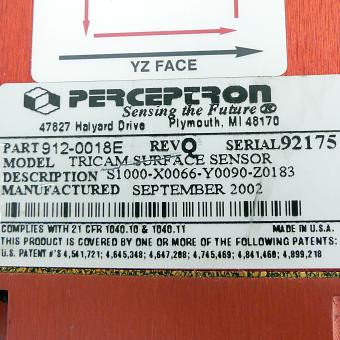 YZ FACE
PERCEPTRON
Sensing the Future ®
47827 Halyard Drive Plymouth, MI 48170
PART 912-0018E REV Q SERIAL 92175
MODEL TRICAM SURFACE SENSOR
DESCRIPTION S1000-X0066-Y0090-Z0183
MANUFACTURED SEPTEMBER 2002
COMPLIES WITH 21 CFR 1040.10 & 1040.11 MADE IN U.S.A.
THIS PRODUCT IS COVERED BY ONE OR MORE OF THE FOLLOWING PATENTS:
U.S. PATENT #'S 4,541,721; 4,645,348; 4,647,208; 4,745,469; 4,841,460; 4,899,218